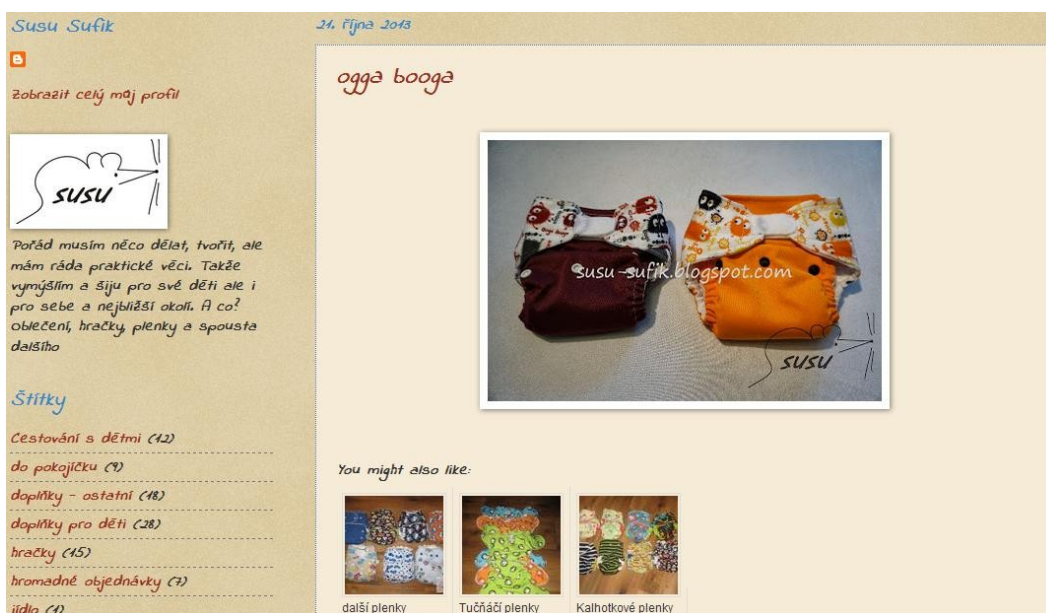 Susu Sufik
Zobrazit celý můj profil
susu
Pořád musím něco dělat, tvořit, ale
mám ráda praktické věci. Takže
vymýšlím a šiju pro své děti ale i
pro sebe a nejbližší okolí. A co?
oblečení, hračky, plenky a spousta
dalšího
Štítky
Cestování s dětmi (12)
do pokojíčku (9)
doplňky - ostatní (18)
doplňky pro děti (28)
hračky (15)
hromadné objednávky (7)
jídlo (1)
21. října 2013
ogga booga
susu-sufik.blogspot.com
susu
You might also like:
další plenky
Tučňáčí plenky
Kalhotkové plenky